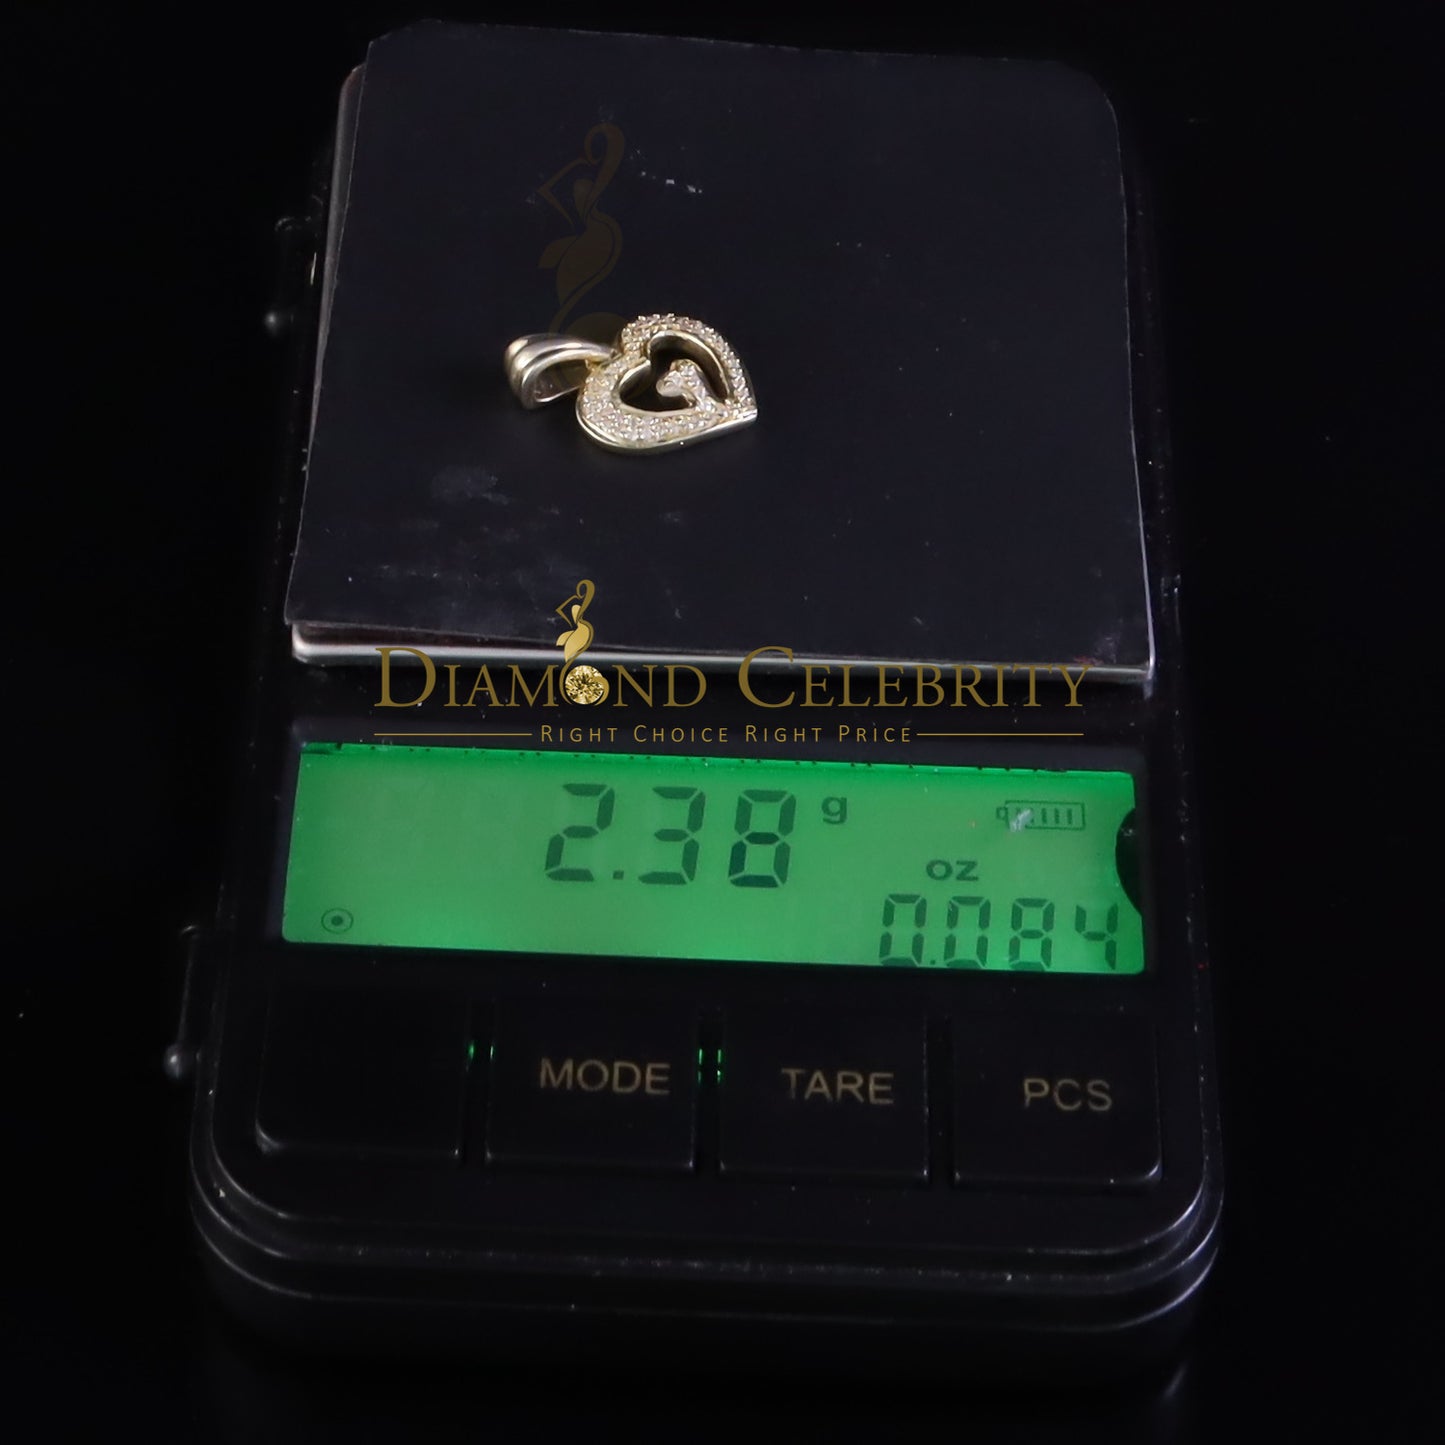 DIAMOND CELEBRITY
RIGHT CHOICE RIGHT PRICE
2.38 g
oz
0.084
MODE TARE PCS